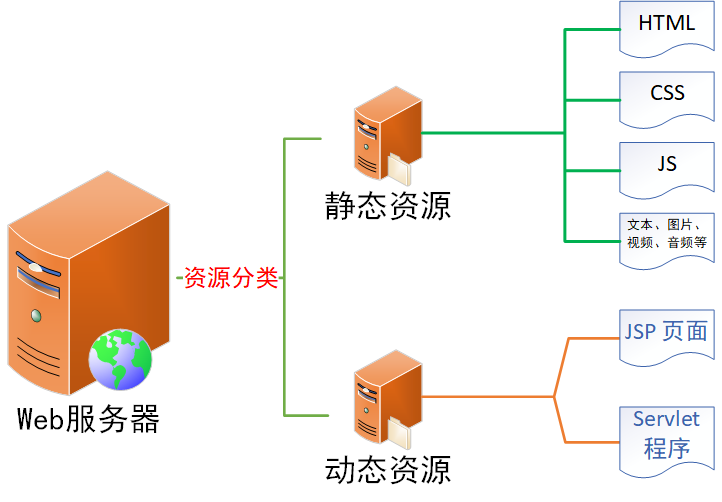 Web服务器
资源分类
静态资源
HTML
CSS
JS
文本、图片、
视频、音频等
动态资源
JSP 页面
Servlet
程序